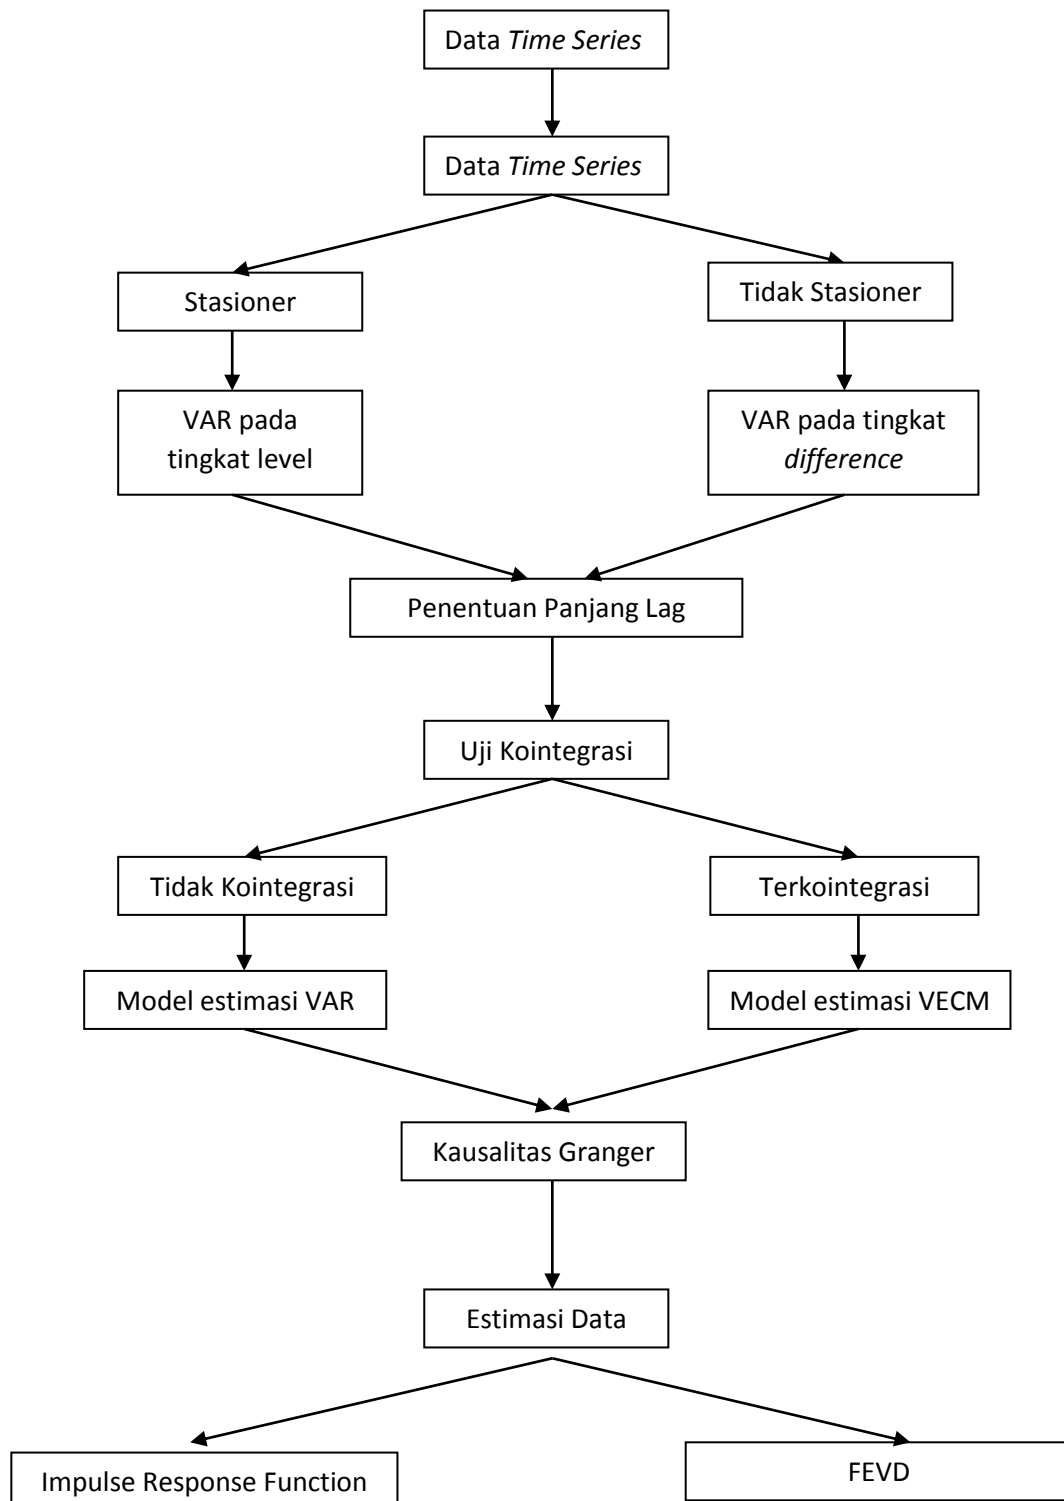 Data Time Series
Data Time Series
Stasioner
Tidak Stasioner
VAR pada
tingkat level
VAR pada tingkat
difference
Penentuan Panjang Lag
Uji Kointegrasi
Tidak Kointegrasi
Terkointegrasi
Model estimasi VAR
Model estimasi VECM
Kausalitas Granger
Estimasi Data
Impulse Response Function
FEVD